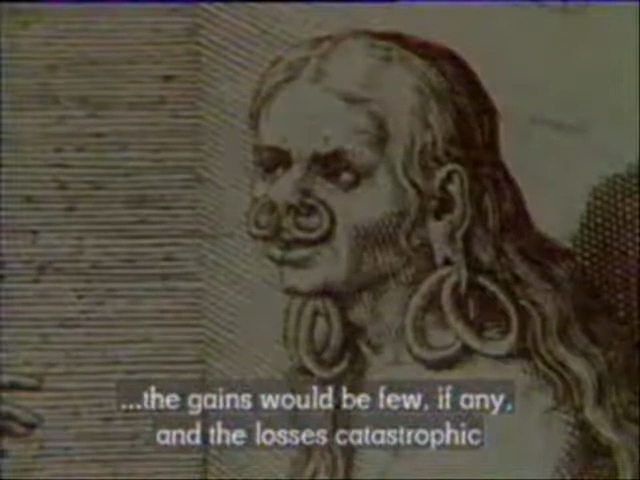 ...the gains would be few, if any,
and the losses catastrophic